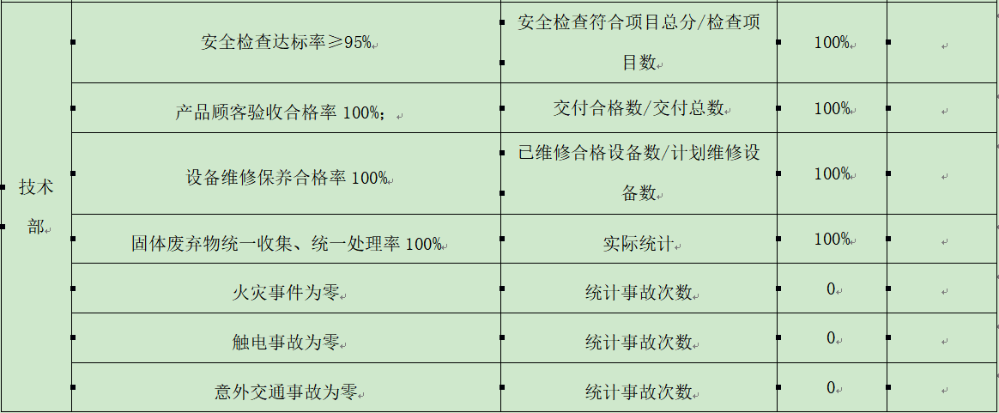 安全检查达标率≥95%
安全检查符合项目总分/检查项
目数
100%
产品顾客验收合格率 100%;
交付合格数/交付总数
100%
技术
部
设备维修保养合格率 100%
已维修合格设备数/计划维修设
备数
100%
固体废弃物统一收集、统一处理率 100%
实际统计
100%
火灾事件为零
统计事故次数
0
触电事故为零
统计事故次数
0
意外交通事故为零
统计事故次数
0